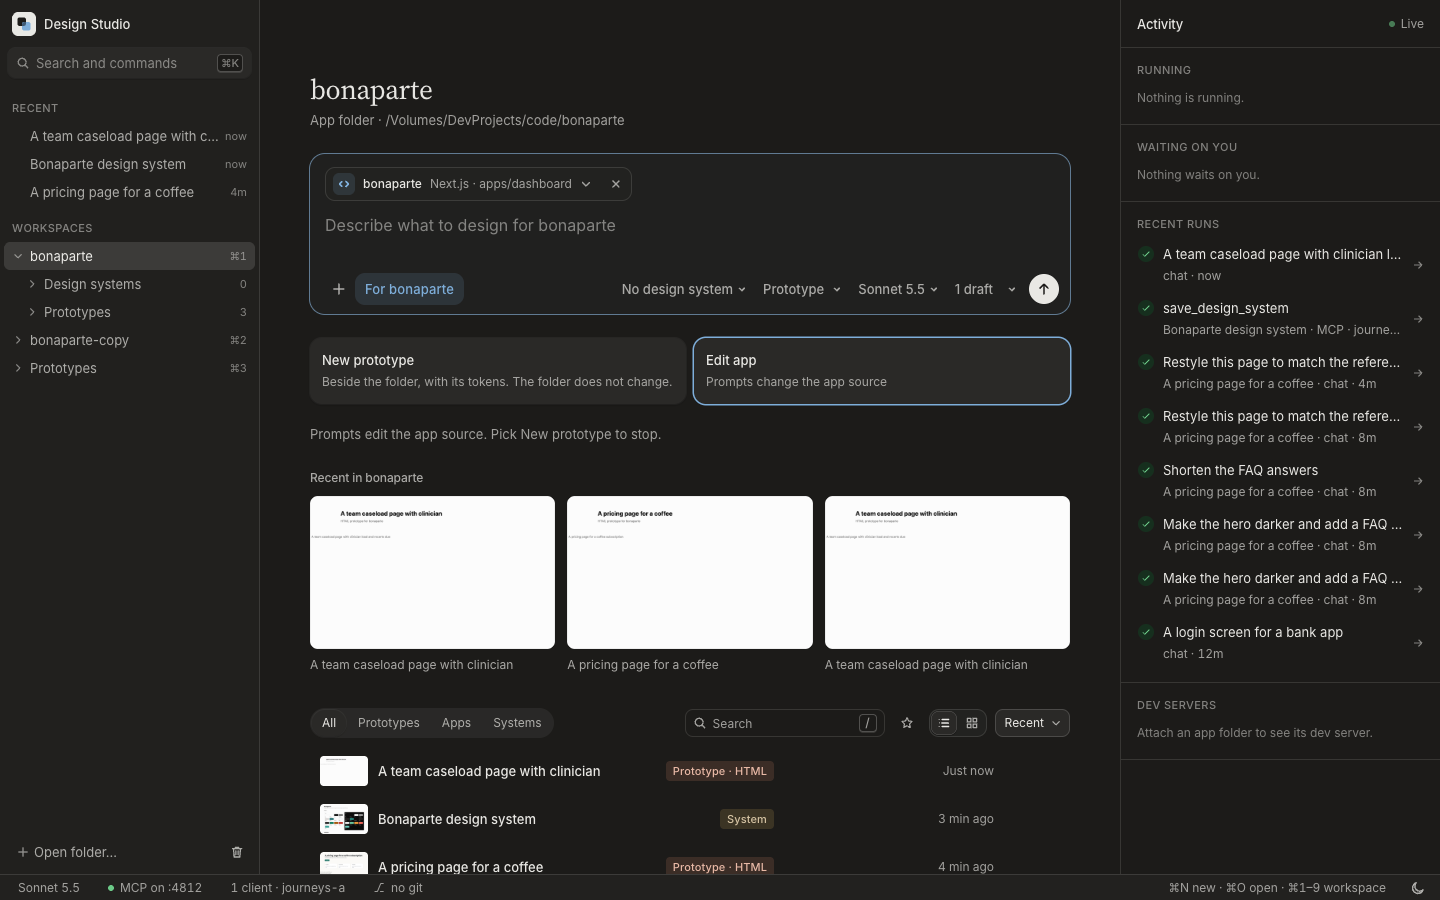 Design Studio
Search and commands ⌘K
RECENT
A team caseload page with c... now
Bonaparte design system now
A pricing page for a coffee 4m
WORKSPACES
bonaparte ⌘1
Design systems 0
Prototypes 3
bonaparte-copy ⌘2
Prototypes ⌘3
Open folder...
bonaparte
App folder · /Volumes/DevProjects/code/bonaparte
bonaparte Next.js · apps/dashboard
Describe what to design for bonaparte
For bonaparte No design system Prototype Sonnet 5.5 1 draft
New prototype
Beside the folder, with its tokens. The folder does not change.
Edit app
Prompts change the app source
Prompts edit the app source. Pick New prototype to stop.
Recent in bonaparte
A team caseload page with clinician
A pricing page for a coffee
A team caseload page with clinician
A team caseload page with clinician
A pricing page for a coffee
A team caseload page with clinician
All Prototypes Apps Systems Search / Recent
A team caseload page with clinician Prototype · HTML Just now
Bonaparte design system System 3 min ago
A pricing page for a coffee Prototype · HTML 4 min ago
Activity Live
RUNNING
Nothing is running.
WAITING ON YOU
Nothing waits on you.
RECENT RUNS
A team caseload page with clinician l...
chat · now
save_design_system
Bonaparte design system · MCP · journe...
Restyle this page to match the refere...
A pricing page for a coffee · chat · 4m
Restyle this page to match the refere...
A pricing page for a coffee · chat · 8m
Shorten the FAQ answers
A pricing page for a coffee · chat · 8m
Make the hero darker and add a FAQ ...
A pricing page for a coffee · chat · 8m
Make the hero darker and add a FAQ ...
A pricing page for a coffee · chat · 8m
A login screen for a bank app
chat · 12m
DEV SERVERS
Attach an app folder to see its dev server.
Sonnet 5.5 MCP on :4812 1 client · journeys-a no git ⌘N new · ⌘O open · ⌘1–9 workspace